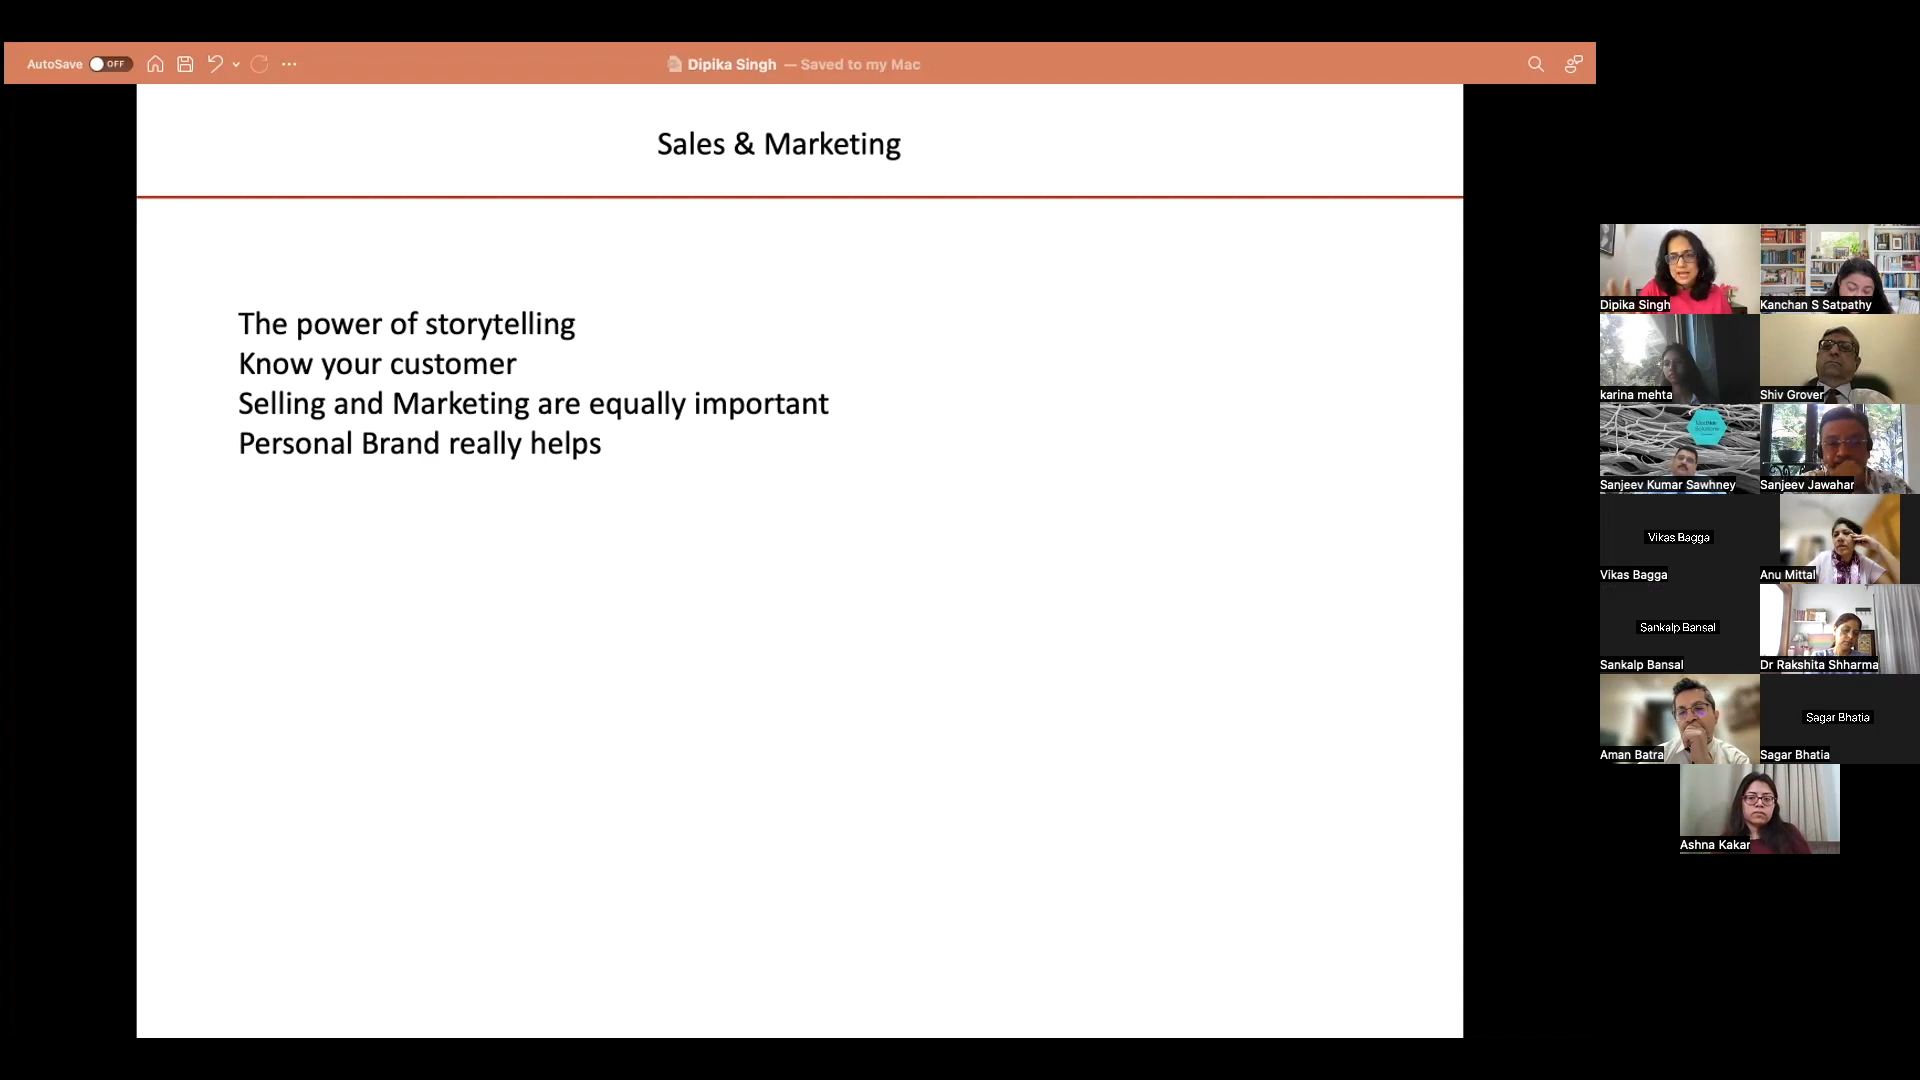 AutoSave OFF
Dipika Singh — Saved to my Mac
Sales & Marketing
The power of storytelling
Know your customer
Selling and Marketing are equally important
Personal Brand really helps
Dipika Singh
Kanchan S Satpathy
karina mehta
Shiv Grover
Sanjeev Kumar Sawhney
Sanjeev Jawahar
Vikas Bagga
Vikas Bagga
Anu Mittal
Sankalp Bansal
Sankalp Bansal
Dr Rakshita Shharma
Aman Batra
Sagar Bhatia
Sagar Bhatia
Ashna Kakar